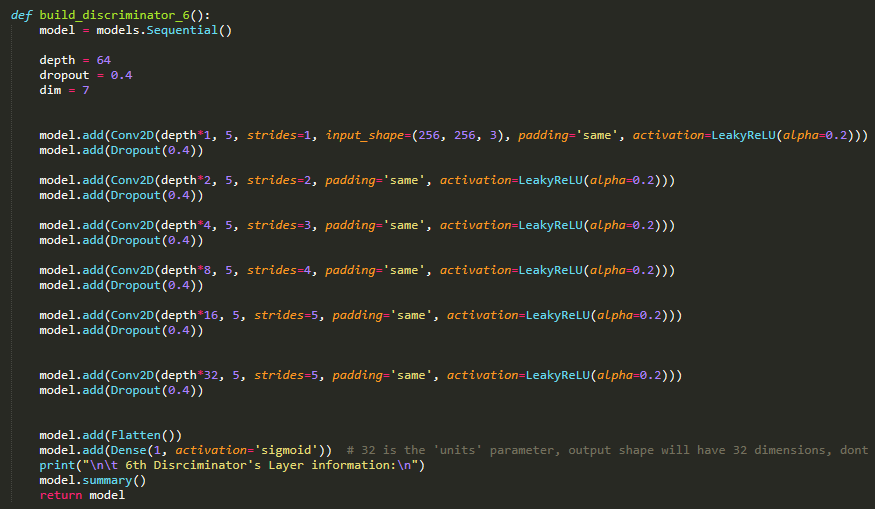 def build_discriminator_6():
    model = models.Sequential()
    depth = 64
    dropout = 0.4
    dim = 7
    model.add(Conv2D(depth*1, 5, strides=1, input_shape=(256, 256, 3), padding='same', activation=LeakyReLU(alpha=0.2)))
    model.add(Dropout(0.4))
    model.add(Conv2D(depth*2, 5, strides=2, padding='same', activation=LeakyReLU(alpha=0.2)))
    model.add(Dropout(0.4))
    model.add(Conv2D(depth*4, 5, strides=3, padding='same', activation=LeakyReLU(alpha=0.2)))
    model.add(Dropout(0.4))
    model.add(Conv2D(depth*8, 5, strides=4, padding='same', activation=LeakyReLU(alpha=0.2)))
    model.add(Dropout(0.4))
    model.add(Conv2D(depth*16, 5, strides=5, padding='same', activation=LeakyReLU(alpha=0.2)))
    model.add(Dropout(0.4))
    model.add(Conv2D(depth*32, 5, strides=5, padding='same', activation=LeakyReLU(alpha=0.2)))
    model.add(Dropout(0.4))
    model.add(Flatten())
    model.add(Dense(1, activation='sigmoid'))  # 32 is the 'units' parameter, output shape will have 32 dimensions, dont
    print("\n\t 6th Disrciminator's Layer information:\n")
    model.summary()
    return model